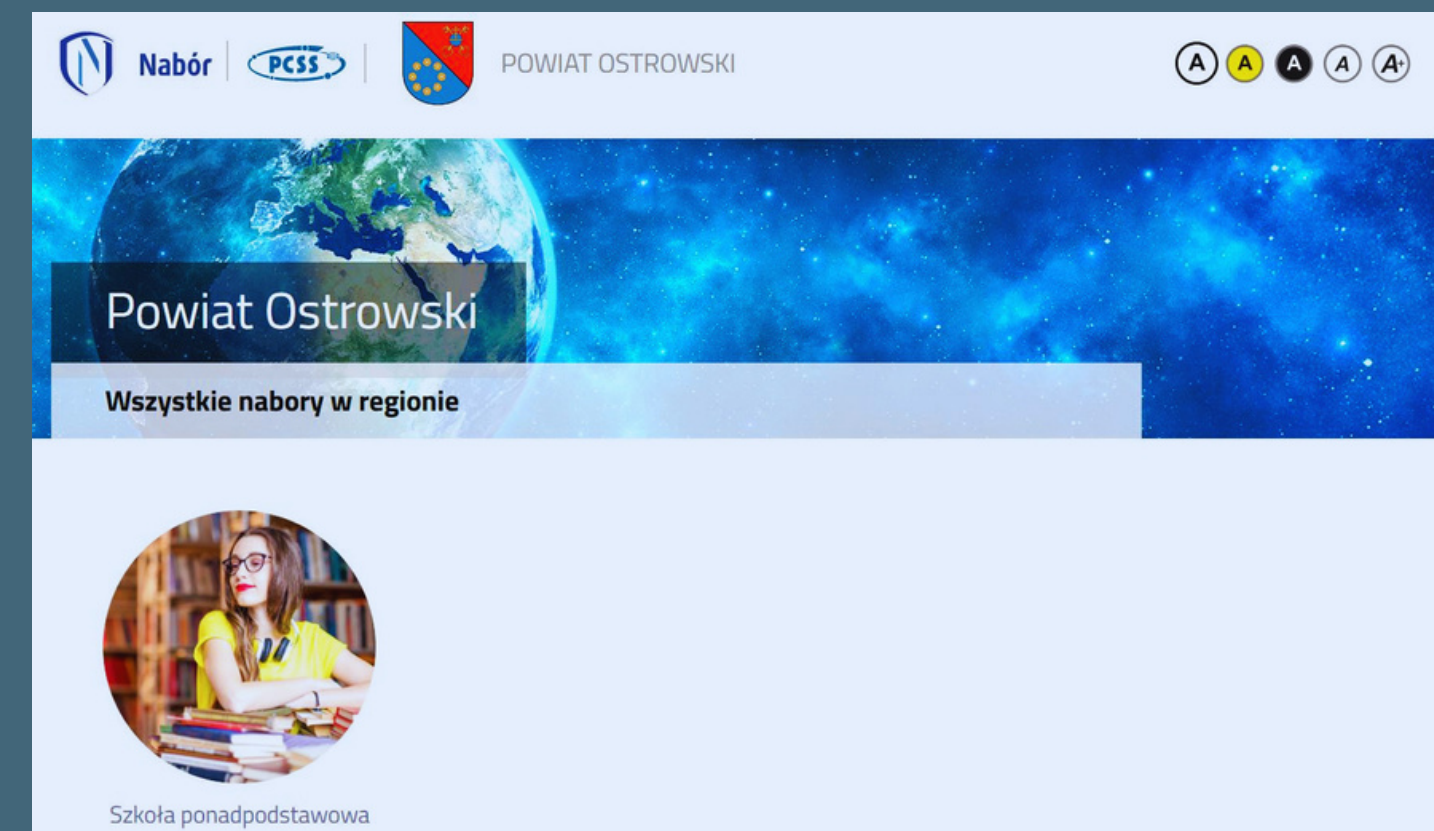 Nabór PCSS POWIAT OSTROWSKI A A A A A+
Powiat Ostrowski
Wszystkie nabory w regionie
Szkoła ponadpodstawowa